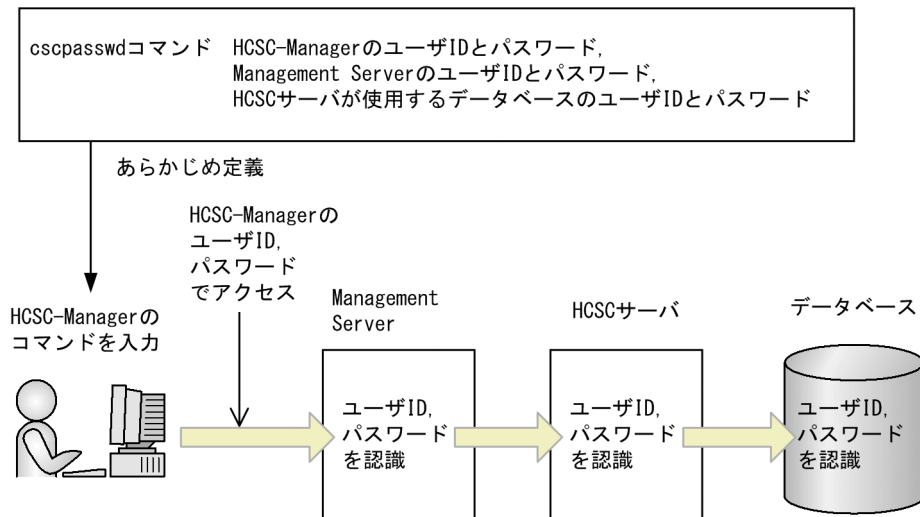 cscpasswdコマンド HCSC-ManagerのユーザIDとパスワード,
Management ServerのユーザIDとパスワード,
HCSCサーバが使用するデータベースのユーザIDとパスワード
あらかじめ定義
HCSC-Managerの
ユーザID,
パスワード
でアクセス
HCSC-Managerの
コマンドを入力
Management
Server
HCSCサーバ
データベース
ユーザID,
パスワード
を認識
ユーザID,
パスワード
を認識
ユーザID,
パスワード
を認識